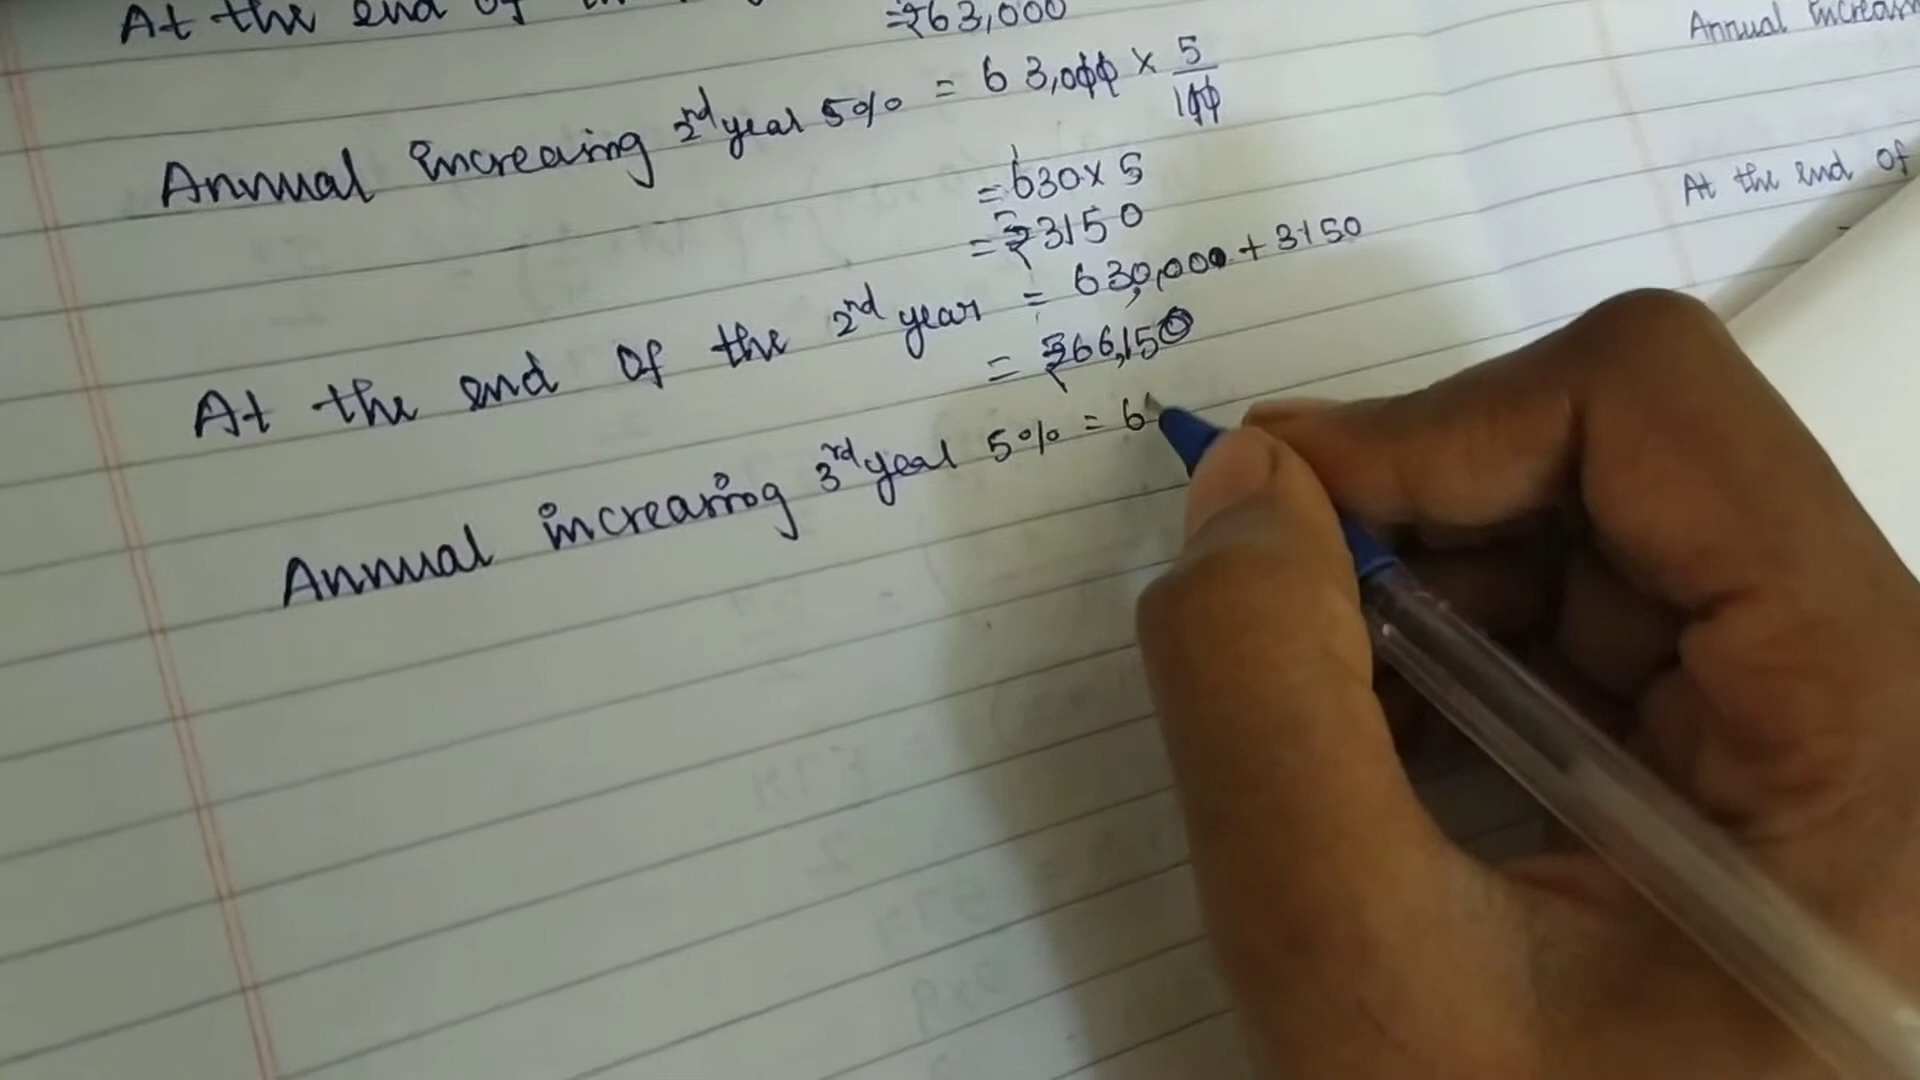 At the end of the
=₹63,000
Annual increasing 2nd year 5% = 63,000 × 5/100
= 630 × 5
= ₹3150
At the end of the 2nd year = 630,000 + 3150
= ₹66,150
Annual increasing 3rd year 5% = 6
Annual increasing
At the end of